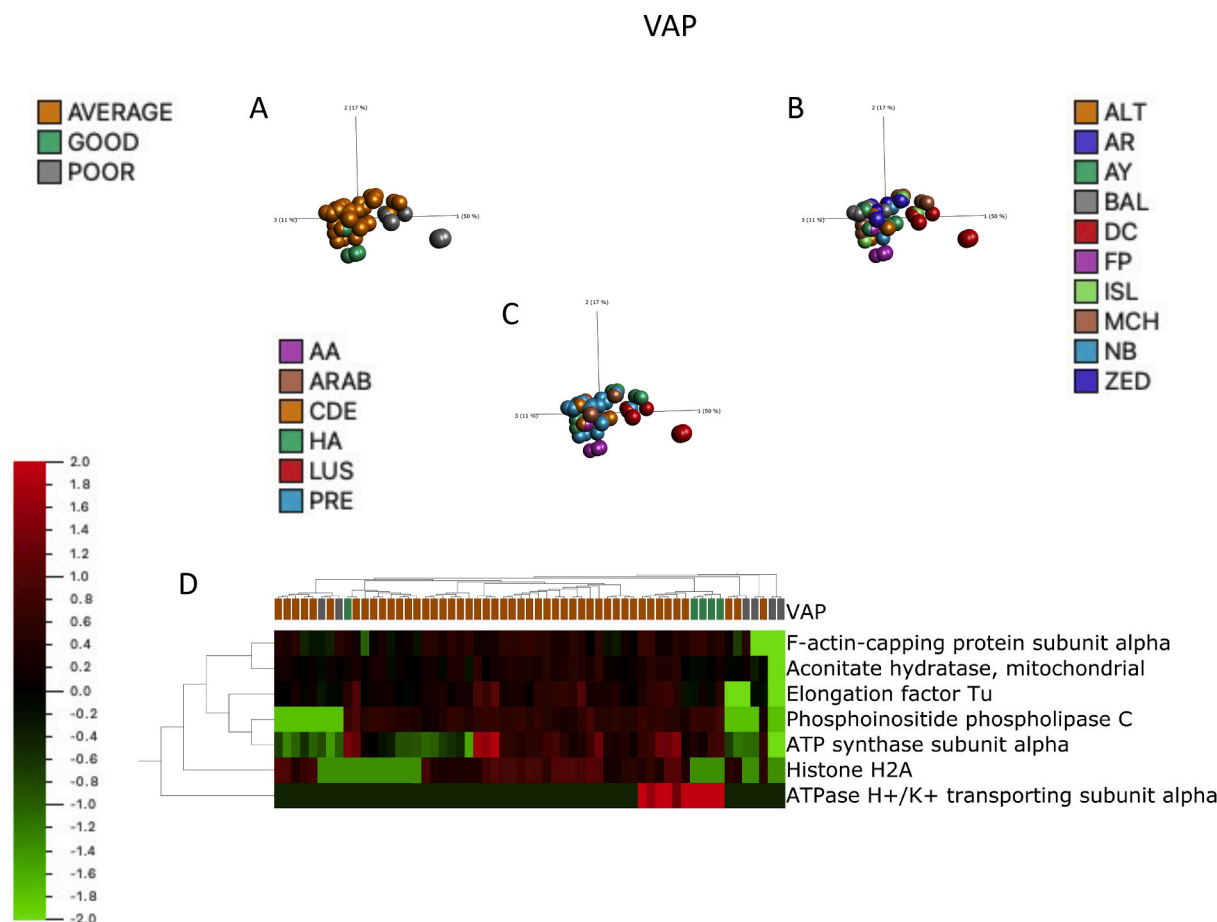 VAP
AVERAGE
GOOD
POOR
A
2 (17 %)
3 (11 %)
1 (50 %)
B
2 (17 %)
3 (11 %)
1 (50 %)
ALT
AR
AY
BAL
DC
FP
ISL
MCH
NB
ZED
C
2 (17 %)
3 (11 %)
1 (50 %)
AA
ARAB
CDE
HA
LUS
PRE
2.0
1.8
1.6
1.4
1.2
1.0
0.8
0.6
0.4
0.2
0.0
-0.2
-0.4
-0.6
-0.8
-1.0
-1.2
-1.4
-1.6
-1.8
-2.0
D
VAP
F-actin-capping protein subunit alpha
Aconitate hydratase, mitochondrial
Elongation factor Tu
Phosphoinositide phospholipase C
ATP synthase subunit alpha
Histone H2A
ATPase H+/K+ transporting subunit alpha